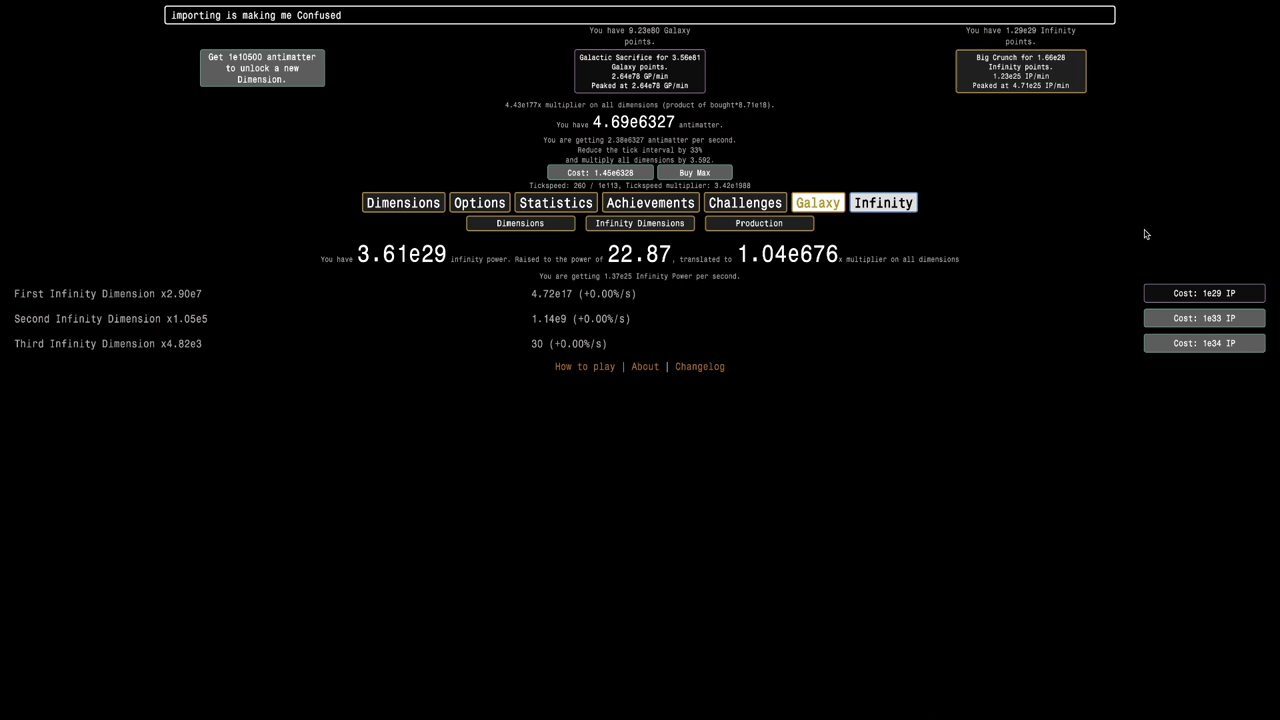 importing is making me Confused
You have 9.23e80 Galaxy
points.
You have 1.29e29 Infinity
points.
Get 1e10500 antimatter
to unlock a new
Dimension.
Galactic Sacrifice for 3.56e81
Galaxy points.
2.64e78 GP/min
Peaked at 2.64e78 GP/min
Big Crunch for 1.66e28
Infinity points.
1.23e25 IP/min
Peaked at 4.71e25 IP/min
4.43e177x multiplier on all dimensions (product of bought*8.71e18).
You have 4.69e6327 antimatter.
You are getting 2.38e6327 antimatter per second.
Reduce the tick interval by 33%
and multiply all dimensions by 3.592.
Cost: 1.45e6328 Buy Max
Tickspeed: 260 / 1e113, Tickspeed multiplier: 3.42e1988
Dimensions Options Statistics Achievements Challenges Galaxy Infinity
Dimensions Infinity Dimensions Production
You have 3.61e29 infinity power. Raised to the power of 22.87, translated to 1.04e676x multiplier on all dimensions
You are getting 1.37e25 Infinity Power per second.
First Infinity Dimension x2.90e7 4.72e17 (+0.00%/s) Cost: 1e29 IP
Second Infinity Dimension x1.05e5 1.14e9 (+0.00%/s) Cost: 1e33 IP
Third Infinity Dimension x4.82e3 30 (+0.00%/s) Cost: 1e34 IP
How to play | About | Changelog